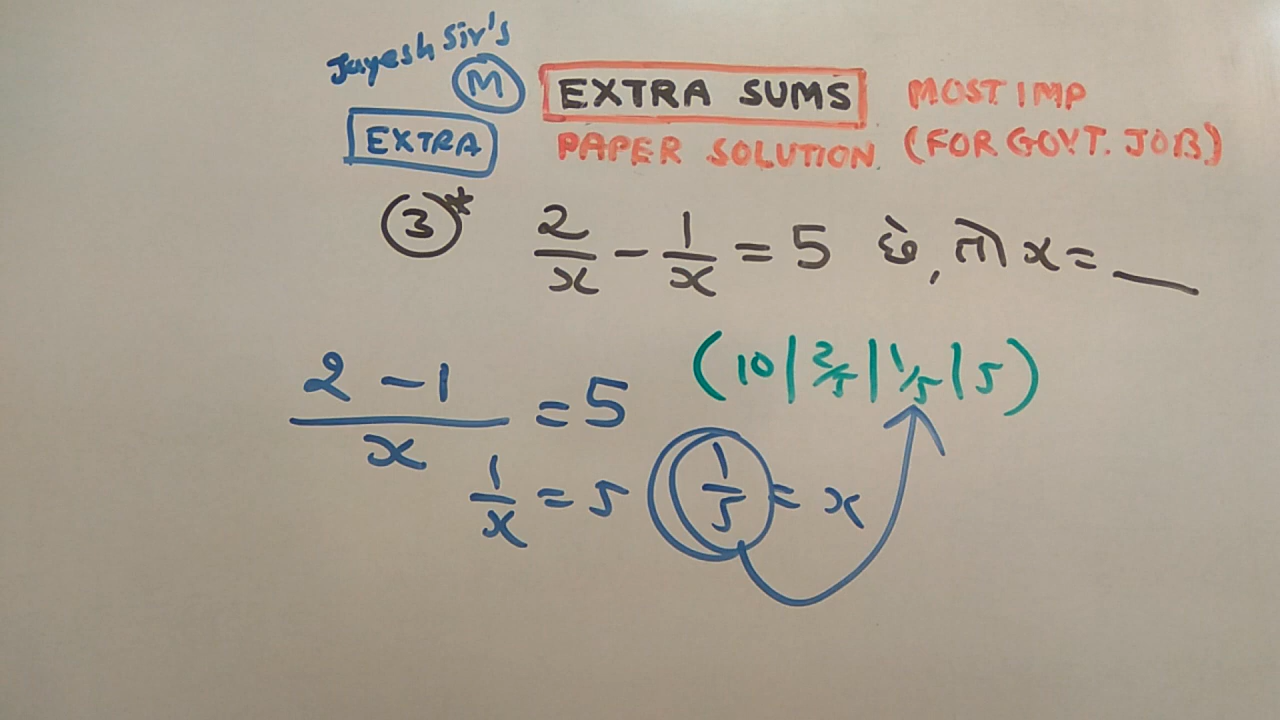 Jayesh Sir's
M EXTRA SUMS MOST IMP
EXTRA PAPER SOLUTION (FOR GOVT. JOB)
3* 2/x - 1/x = 5 છે, તો x = __
(10 | 2/5 | 1/5 | 5)
2 - 1/x = 5
1/x = 5 1/5 = x